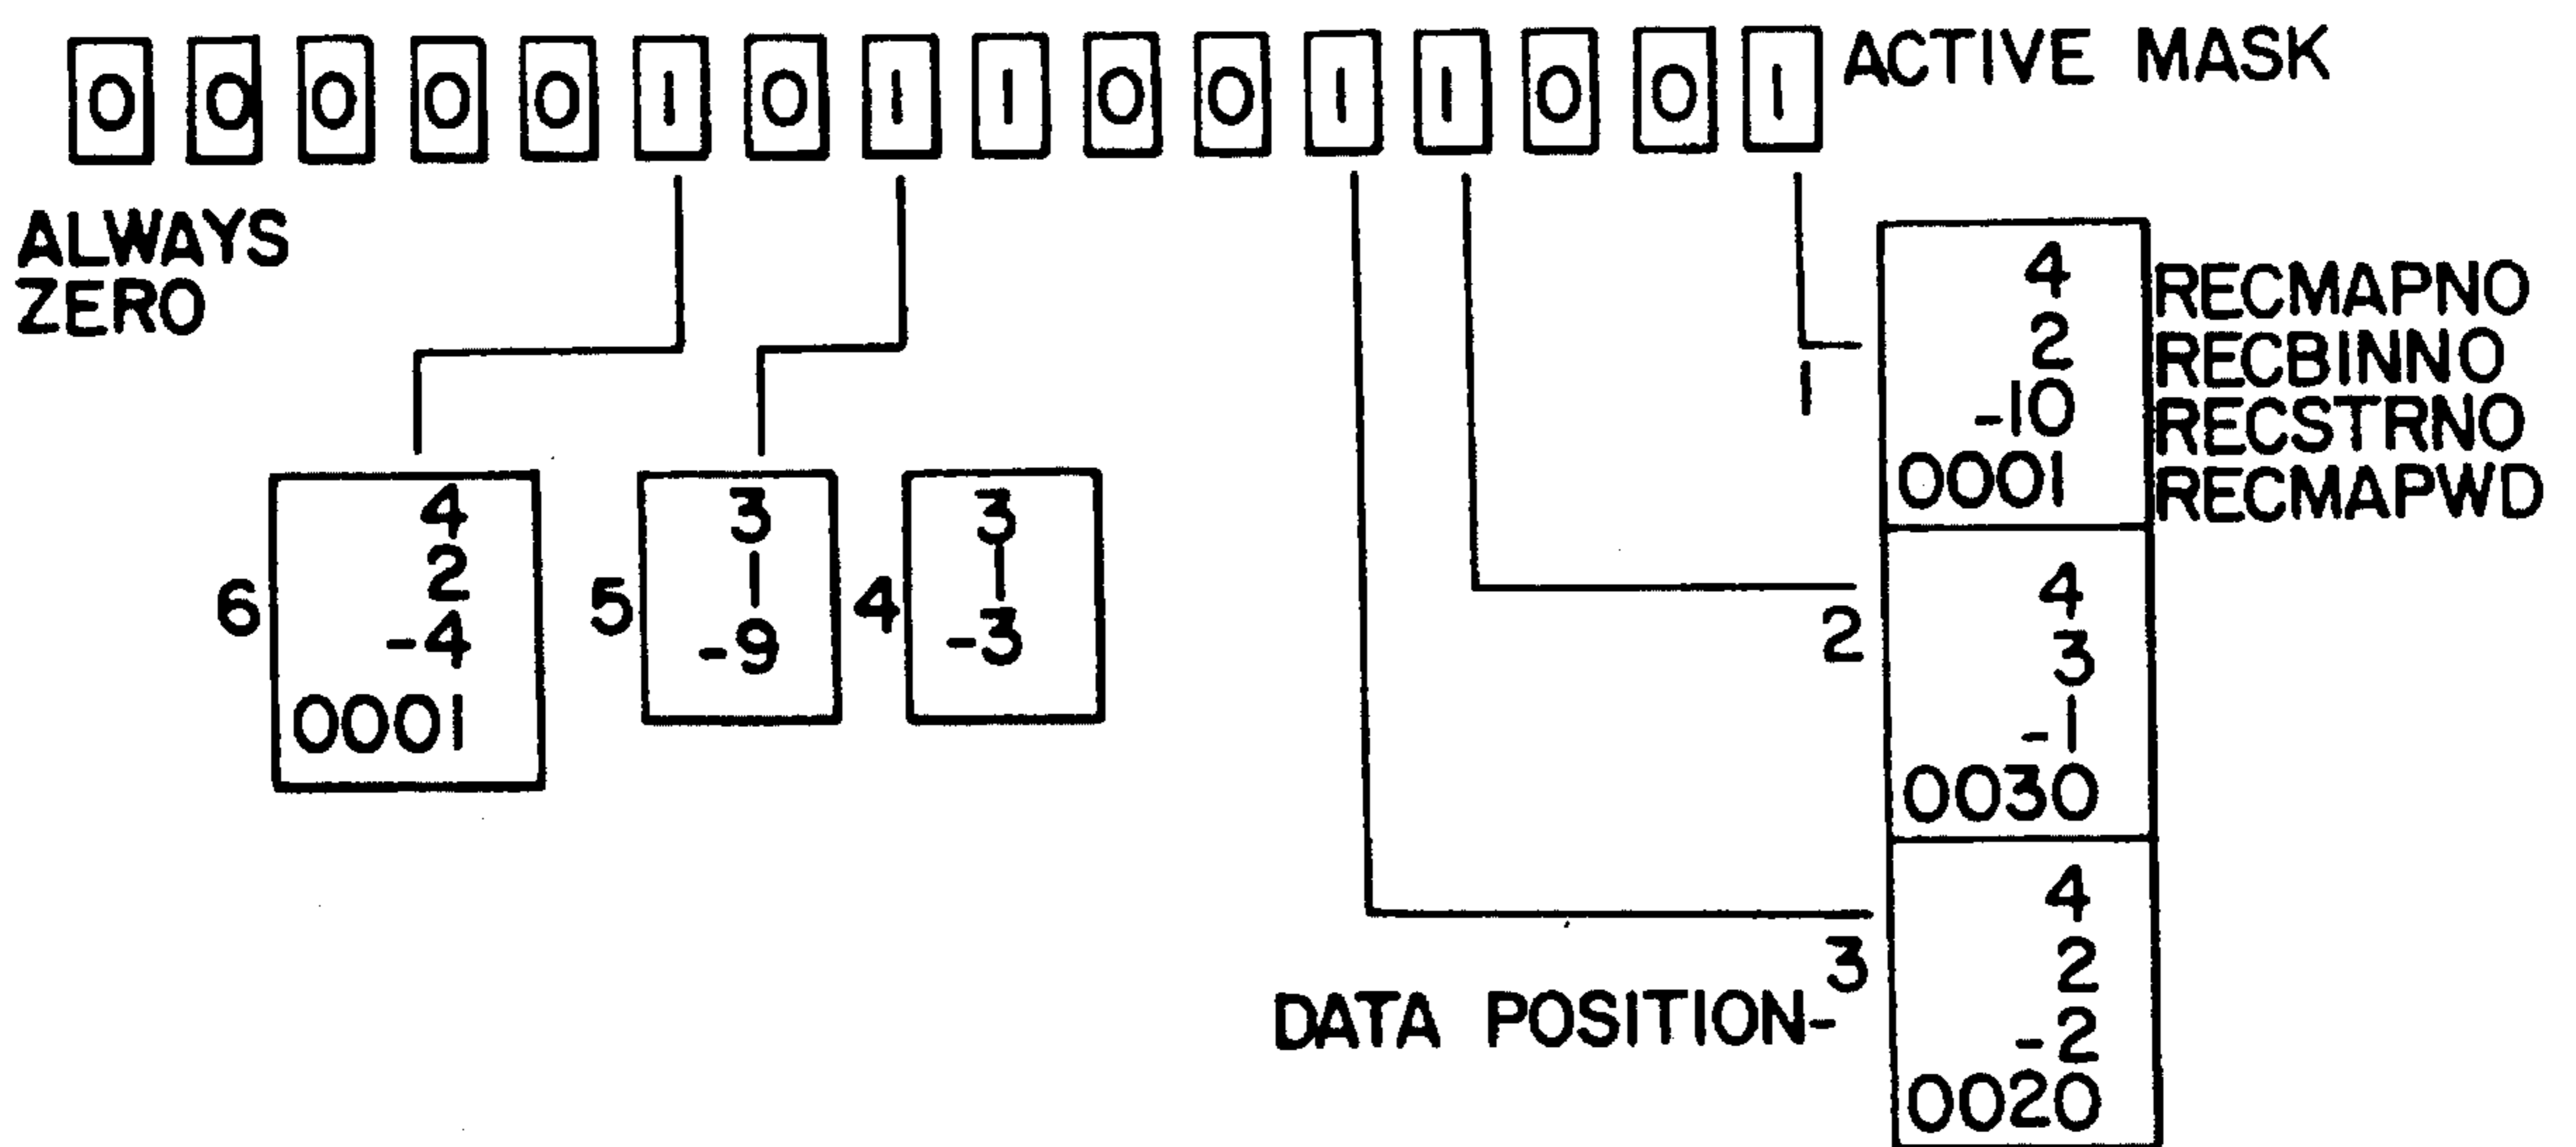 0 0 0 0 0 1 0 1 1 0 0 1 1 0 0 1 ACTIVE MASK
ALWAYS
ZERO
4 RECMAPNO
2 RECBINNO
1 -10 RECSTRNO
0001 RECMAPWD
6
4
2
-4
0001
5
3
1
-9
4
3
1
-3
2
4
3
-1
0030
DATA POSITION-3
4
2
-2
0020